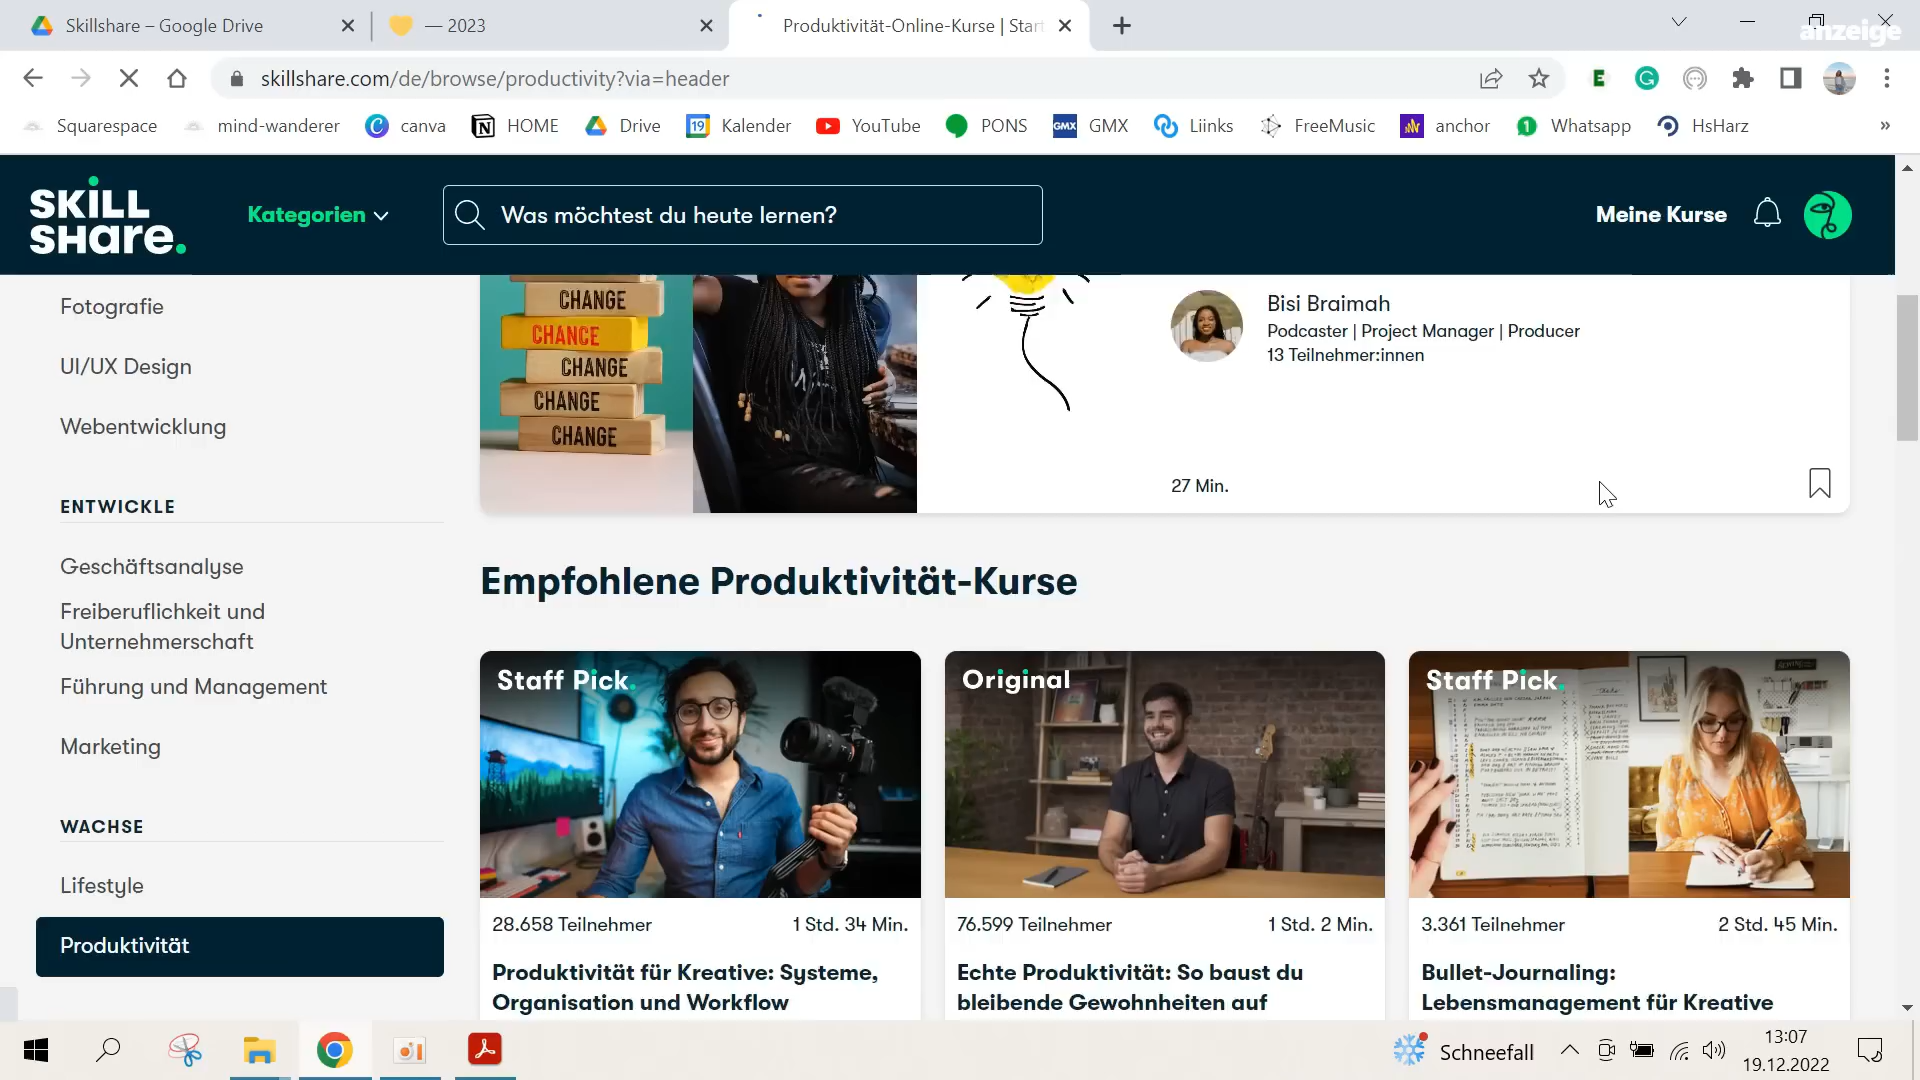 Skillshare – Google Drive
— 2023
Produktivität-Online-Kurse | Start
anzeige
skillshare.com/de/browse/productivity?via=header
Squarespace
mind-wanderer
canva
HOME
19
Kalender
Drive
YouTube
PONS
GMX
GMX
Liinks
FreeMusic
anchor
1
Whatsapp
HsHarz
»
SKiLL
SHare.
Kategorien
Was möchtest du heute lernen?
Meine Kurse
Fotografie
UI/UX Design
Webentwicklung
ENTWICKLE
Geschäftsanalyse
Freiberuflichkeit und
Unternehmerschaft
Führung und Management
Marketing
WACHSE
Lifestyle
Produktivität
CHANGE
CHANCE
CHANGE
CHANGE
CHANGE
Bisi Braimah
Podcaster | Project Manager | Producer
13 Teilnehmer:innen
27 Min.
Empfohlene Produktivität-Kurse
Staff Pick.
28.658 Teilnehmer
1 Std. 34 Min.
Produktivität für Kreative: Systeme,
Organisation und Workflow
Original
76.599 Teilnehmer
1 Std. 2 Min.
Echte Produktivität: So baust du
bleibende Gewohnheiten auf
Staff Pick.
3.361 Teilnehmer
2 Std. 45 Min.
Bullet-Journaling:
Lebensmanagement für Kreative
Schneefall
13:07
19.12.2022